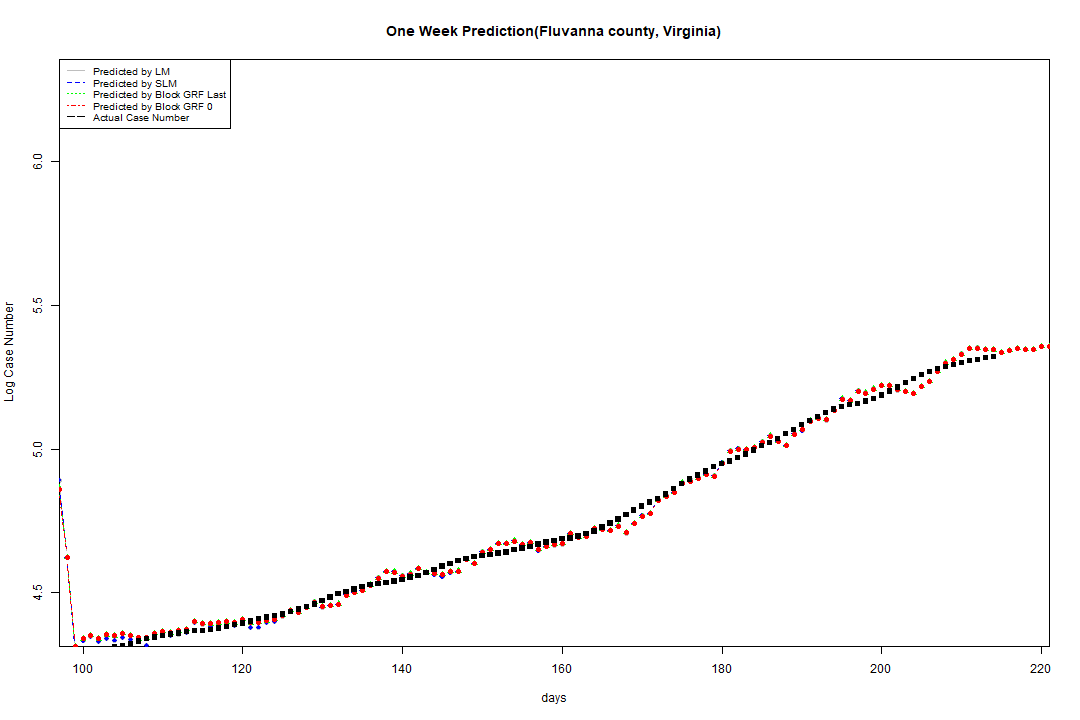 One Week Prediction(Fluvanna county, Virginia)
Predicted by LM
Predicted by SLM
Predicted by Block GRF Last
Predicted by Block GRF 0
Actual Case Number
6.0
5.5
5.0
4.5
Log Case Number
100 120 140 160 180 200 220
days